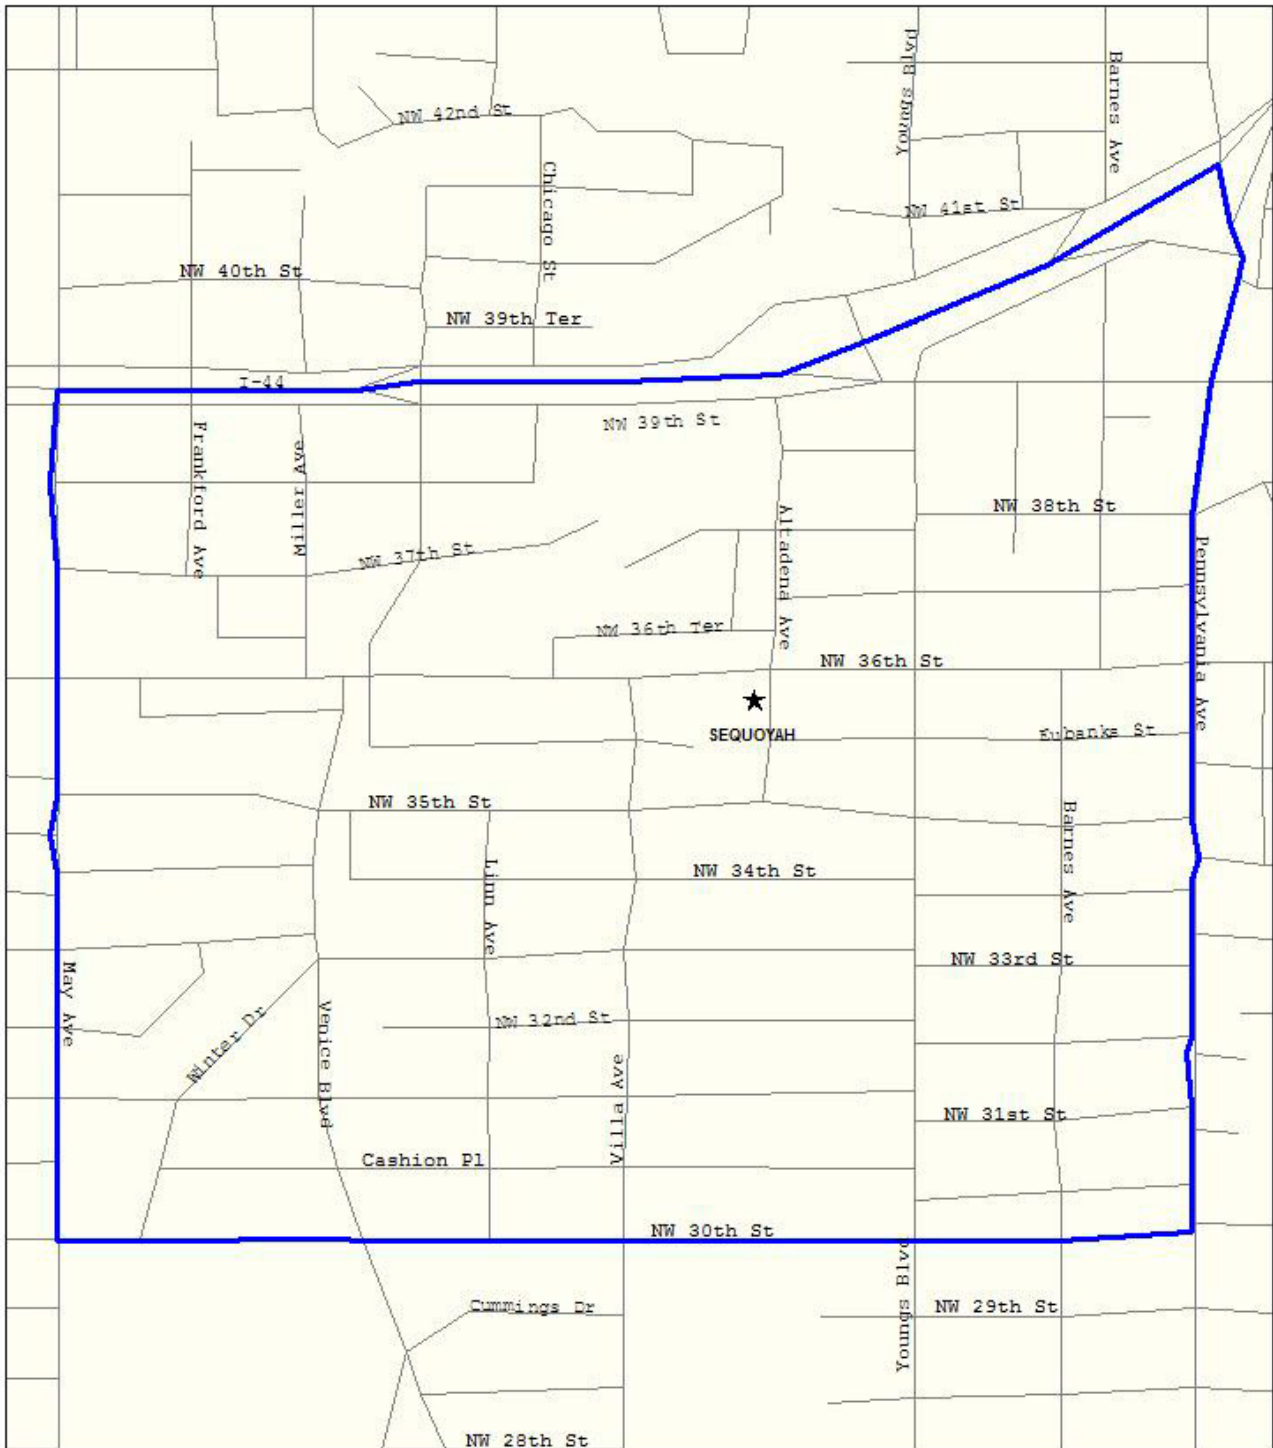 Youngs Blvd
Barnes Ave
NW 42nd St
Chicago St
NW 41st St
NW 40th St
NW 39th Ter
I-44
NW 39th St
Frankford Ave
Miller Ave
NW 38th St
Altadena Ave
NW 37th St
Pennsylvania Ave
NW 36th Ter
NW 36th St
SEQUOYAH
Eubanks St
NW 35th St
Barnes Ave
Linn Ave
NW 34th St
NW 33rd St
May Ave
Venice Blvd
Winter Dr
NW 32nd St
Villa Ave
NW 31st St
Cashion Pl
NW 30th St
Youngs Blvd
Cummings Dr
NW 29th St
NW 28th St